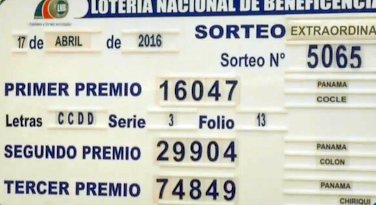 LOTERIA NACIONAL DE BENEFICENCIA
17 de ABRIL de 2016 SORTEO EXTRAORDINA
Sorteo Nº 5065
PRIMER PREMIO 16047 PANAMA
COCLE
Letras CCDD Serie 3 Folio 13
SEGUNDO PREMIO 29904 PANAMA
COLON
TERCER PREMIO 74849 PANAMA
CHIRIQUI